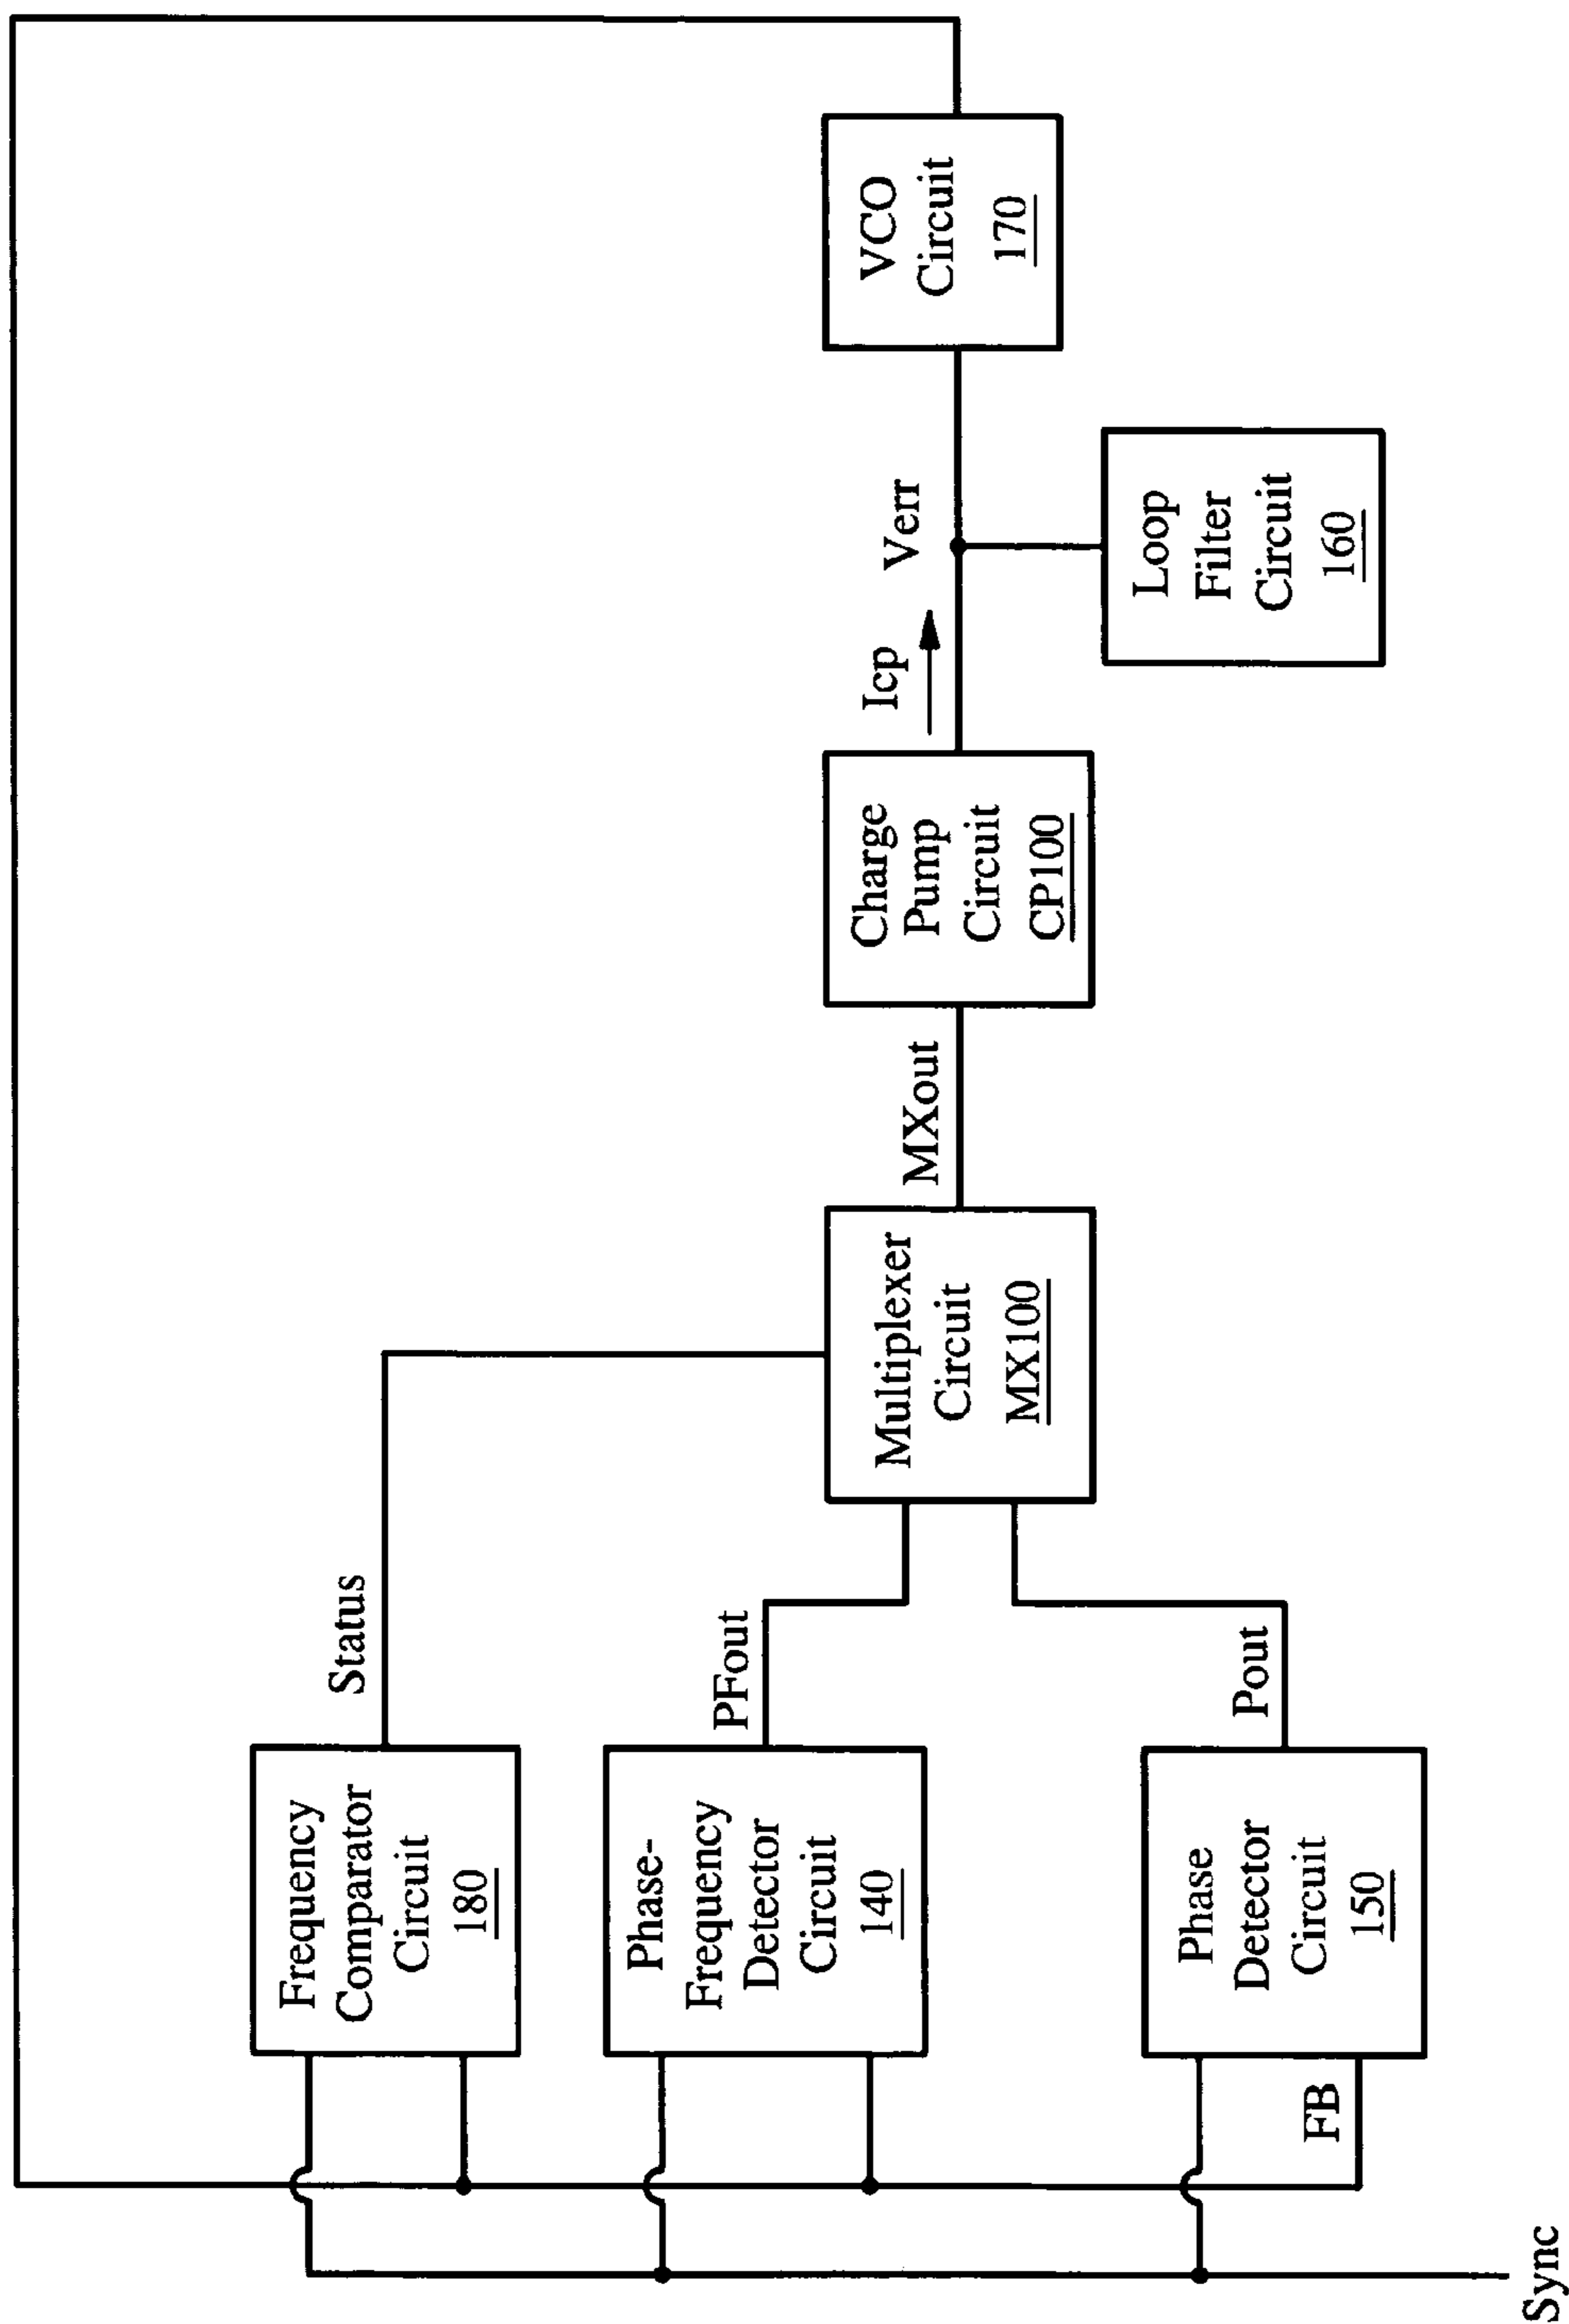 Frequency
Comparator
Circuit
180
Status
Phase-
Frequency
Detector
Circuit
140
PFout
Phase
Detector
Circuit
150
Pout
FB
Sync
Multiplexer
Circuit
MX100
MXout
Charge
Pump
Circuit
CP100
Icp
Verr
Loop
Filter
Circuit
160
VCO
Circuit
170